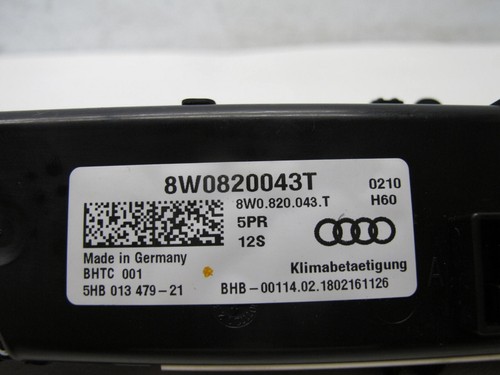 8W0820043T
0210
8W0.820.043.T
H60
5PR
12S
Made in Germany
BHTC 001
Klimabetaetigung
5HB 013 479-21
BHB-00114.02.1802161126
A